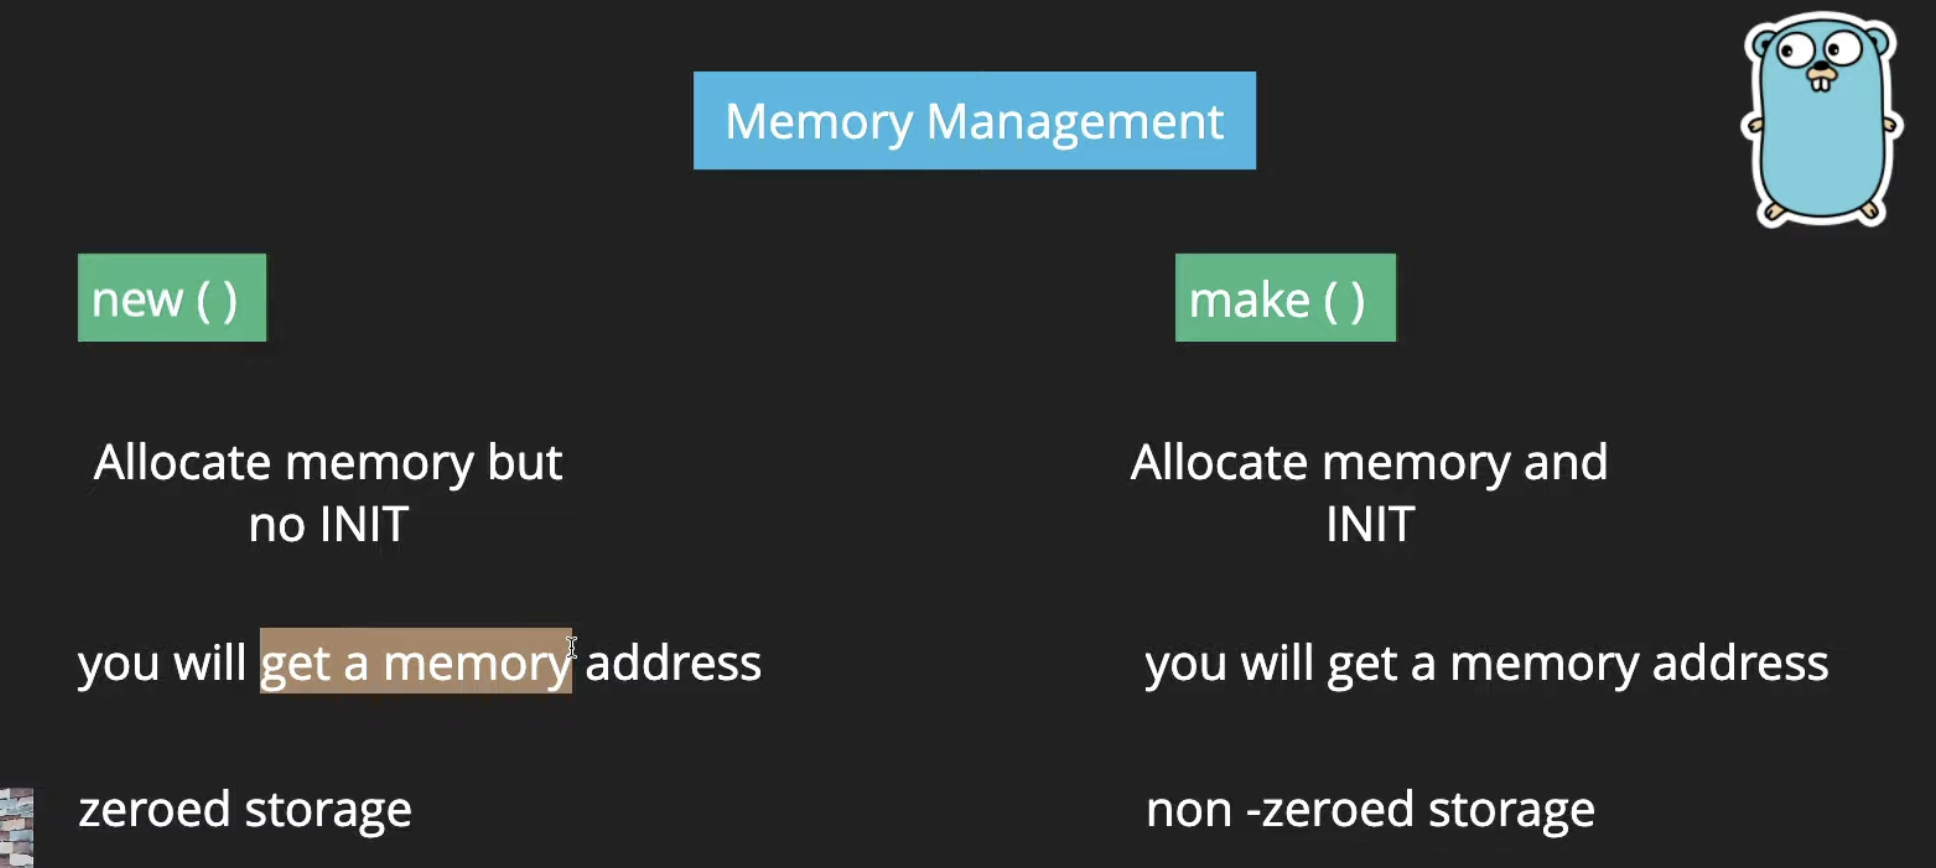 Memory Management
new ( )
make ( )
Allocate memory but
no INIT
Allocate memory and
INIT
you will get a memory address
you will get a memory address
zeroed storage
non -zeroed storage